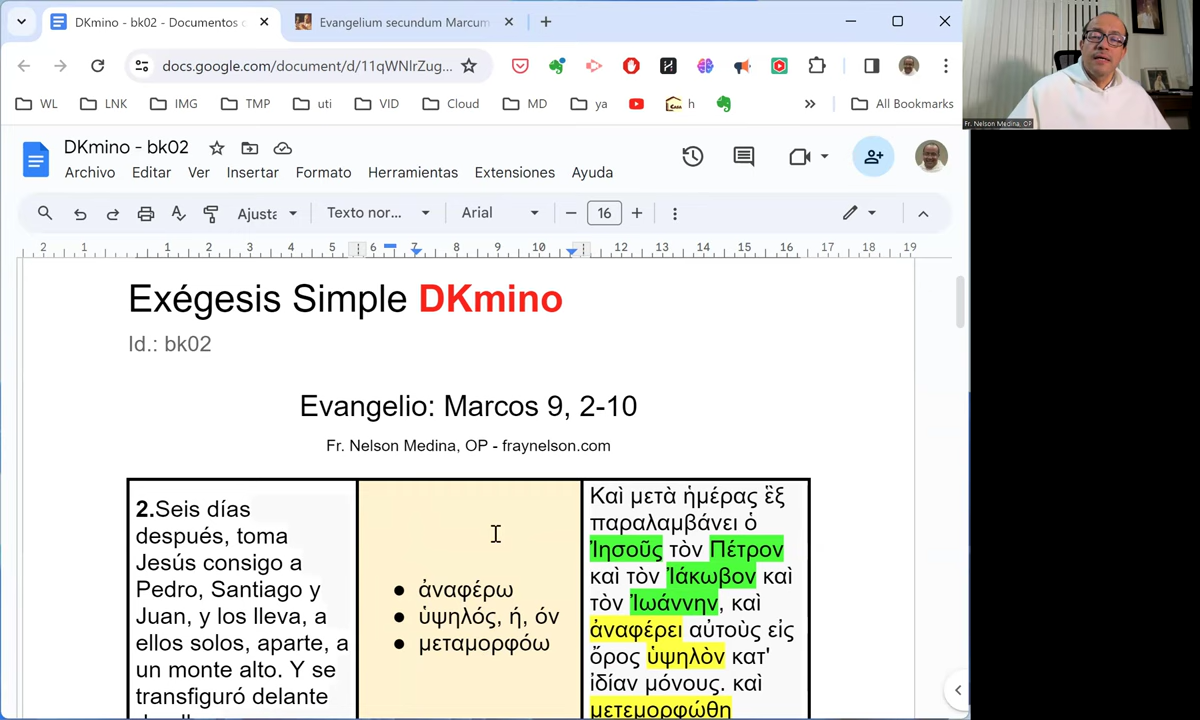 DKmino - bk02 - Documentos
Evangelium secundum Marcum
docs.google.com/document/d/11qWNlrZug...
WL
LNK
IMG
TMP
uti
VID
Cloud
MD
ya
h
All Bookmarks
DKmino - bk02
Archivo Editar Ver Insertar Formato Herramientas Extensiones Ayuda
Ajusta
Texto nor...
Arial
16
2 1 1 2 3 4 5 6 7 8 9 10 11 12 13 14 15 16 17 18 19
Exégesis Simple DKmino
Id.: bk02
Evangelio: Marcos 9, 2-10
Fr. Nelson Medina, OP - fraynelson.com
2.Seis días
después, toma
Jesús consigo a
Pedro, Santiago y
Juan, y los lleva, a
ellos solos, aparte, a
un monte alto. Y se
transfiguró delante
● ἀναφέρω
● ὑψηλός, ή, όν
● μεταμορφόω
Καὶ μετὰ ἡμέρας ἓξ
παραλαμβάνει ὁ
Ἰησοῦς τὸν Πέτρον
καὶ τὸν Ἰάκωβον καὶ
τὸν Ἰωάννην, καὶ
ἀναφέρει αὐτοὺς εἰς
ὄρος ὑψηλὸν κατ'
ἰδίαν μόνους. καὶ
μετεμορφώθη
Fr. Nelson Medina, OP